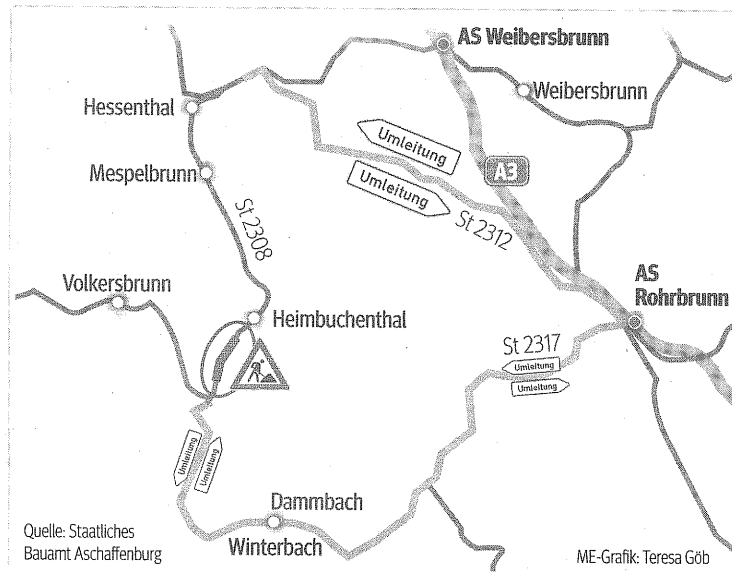 AS Weibersbrunn
Weibersbrunn
Hessenthal
Umleitung
Mespelbrunn
Umleitung
A3
St 2308
St 2312
Volkersbrunn
AS
Rohrbrunn
Heimbuchenthal
St 2317
Umleitung
Umleitung
Umleitung
Umleitung
Dammbach
Winterbach
Quelle: Staatliches
Bauamt Aschaffenburg
ME-Grafik: Teresa Göb